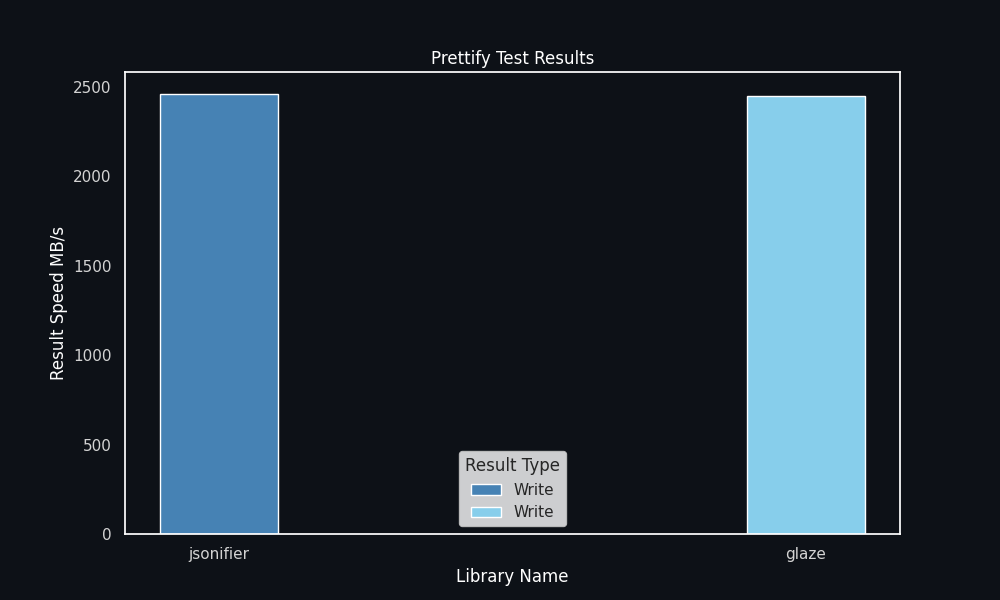 Prettify Test Results
Result Speed MB/s
2500
2000
1500
1000
500
0
Result Type
Write
Write
jsonifier
glaze
Library Name